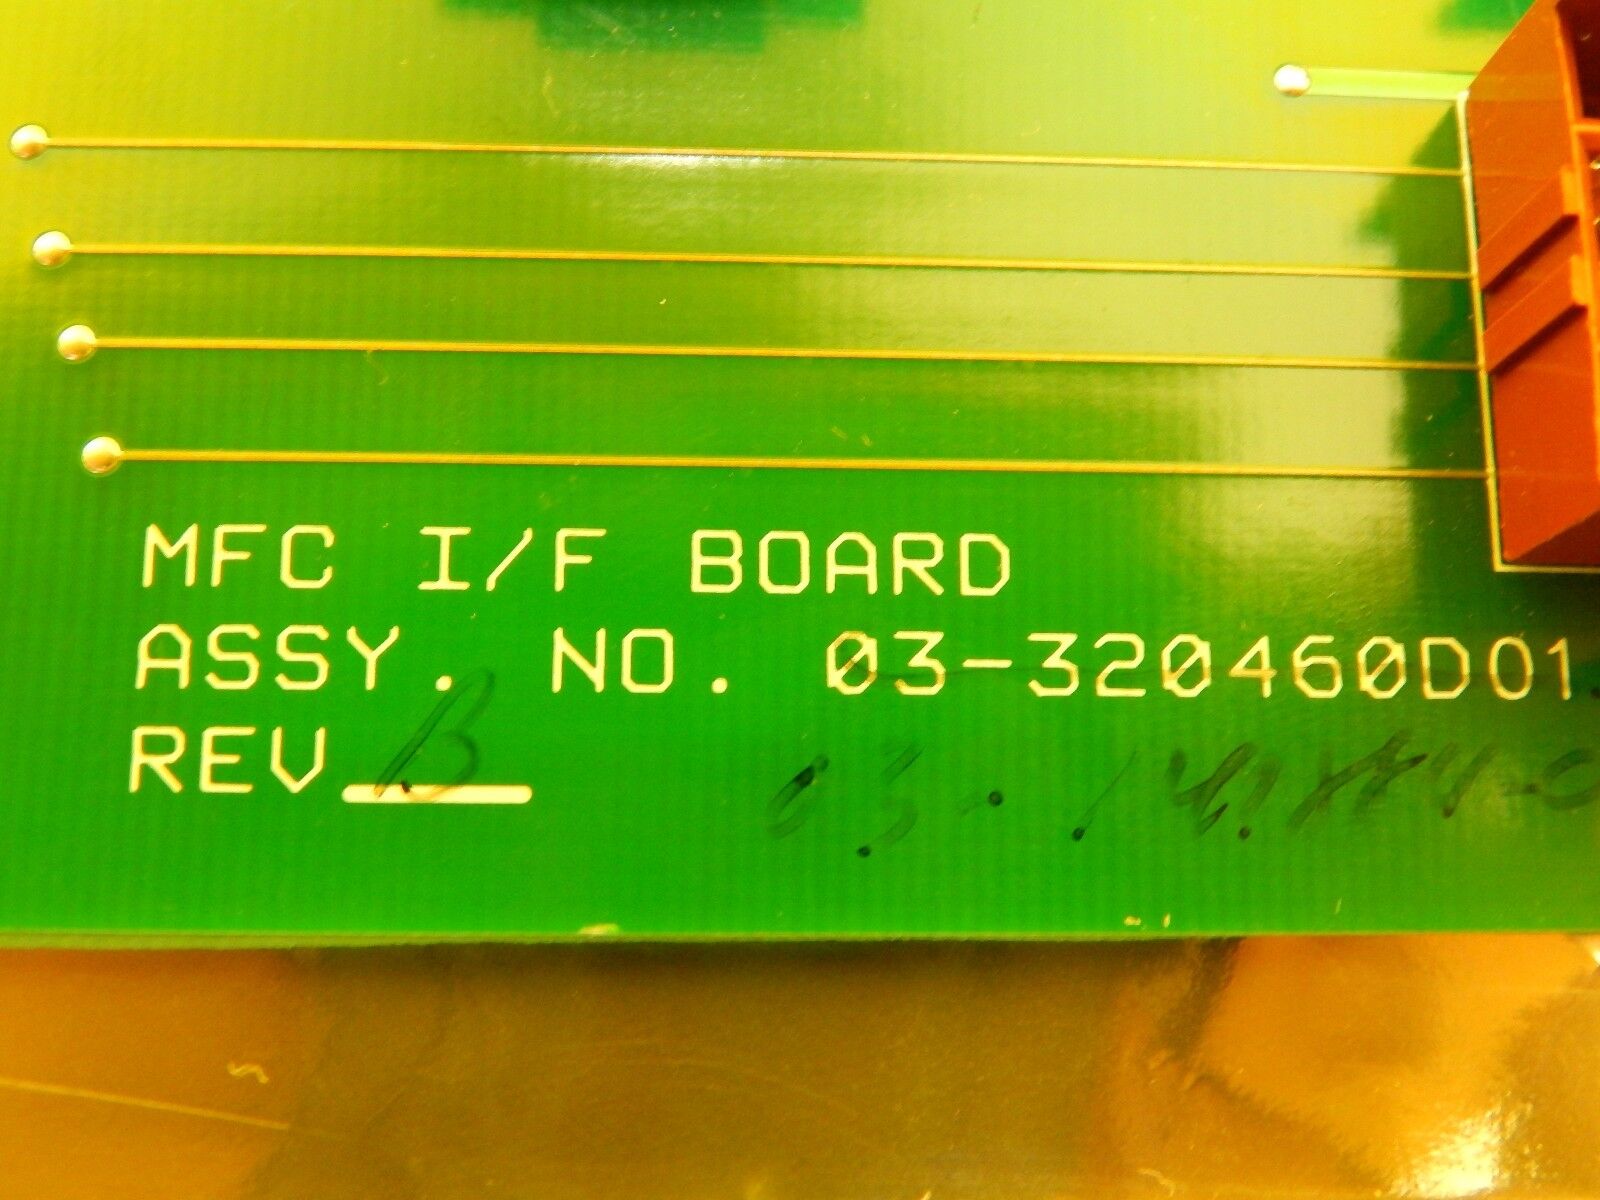 MFC I/F BOARD
ASSY. NO. 03-320460D01
REV B